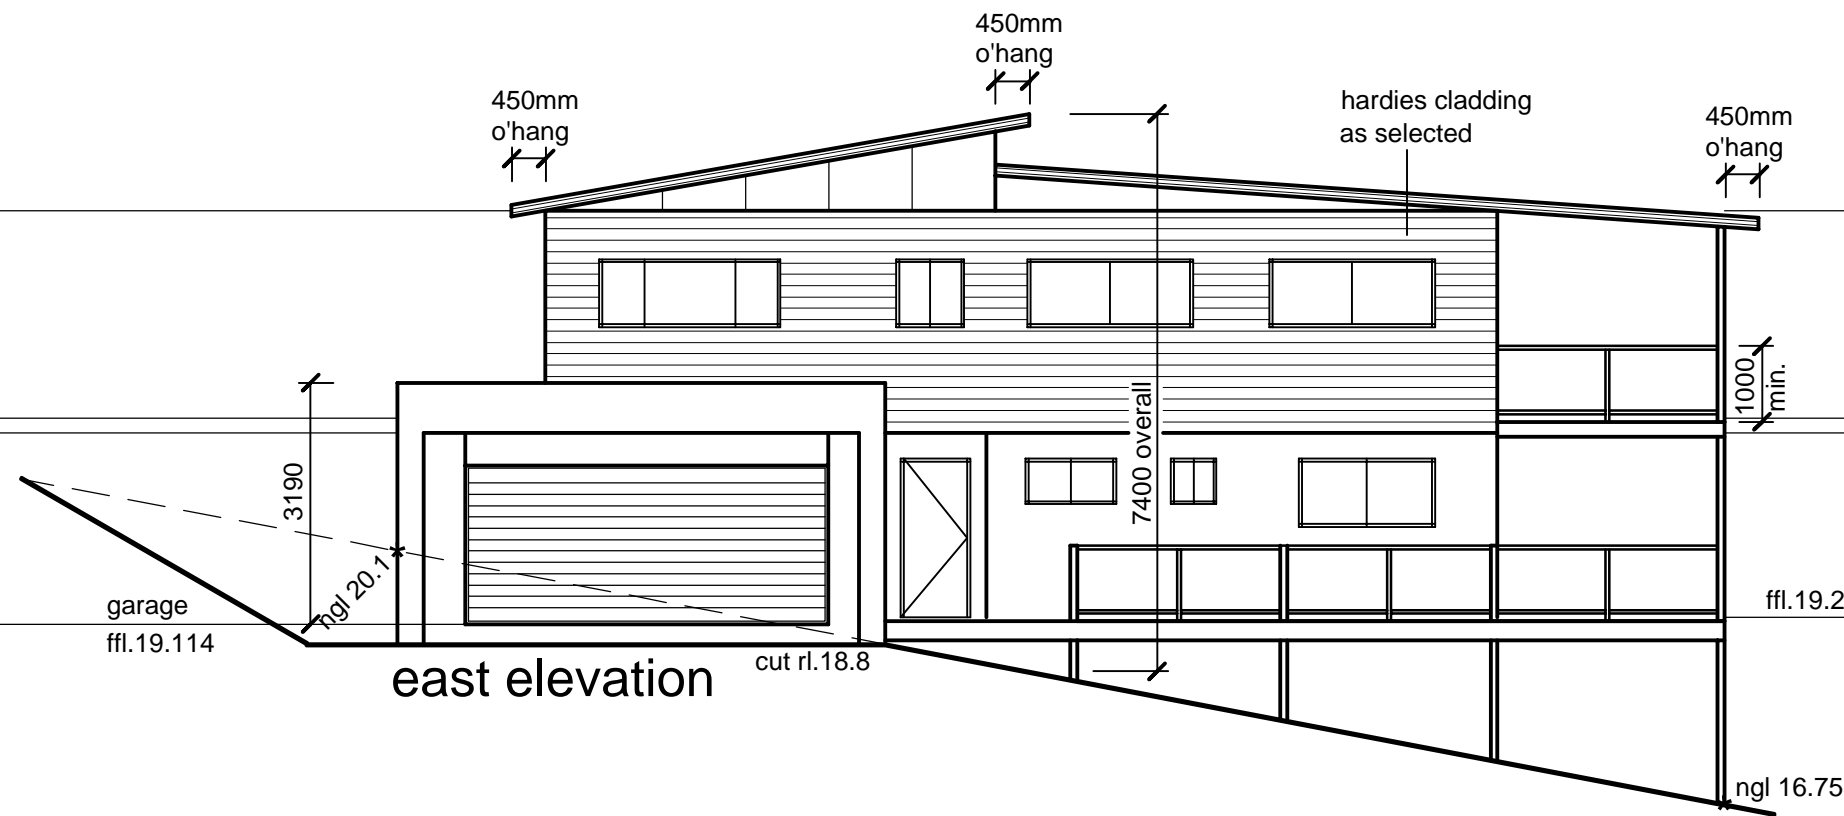 450mm
o'hang
450mm
o'hang
hardies cladding
as selected
450mm
o'hang
1000
min.
7400 overall
3190
ngl 20.1
garage
ffl.19.114
ffl.19.2
cut rl.18.8
east elevation
ngl 16.75